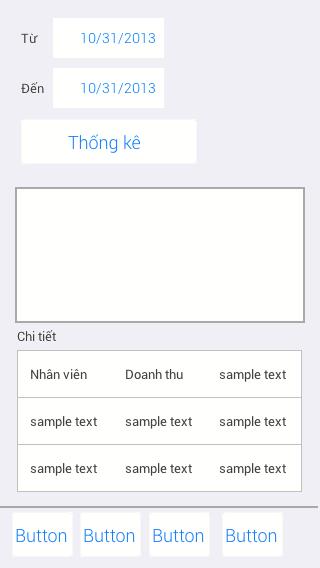 Từ 10/31/2013
Đến 10/31/2013
Thống kê
Chi tiết
Nhân viên Doanh thu sample text
sample text sample text sample text
sample text sample text sample text
Button Button Button Button